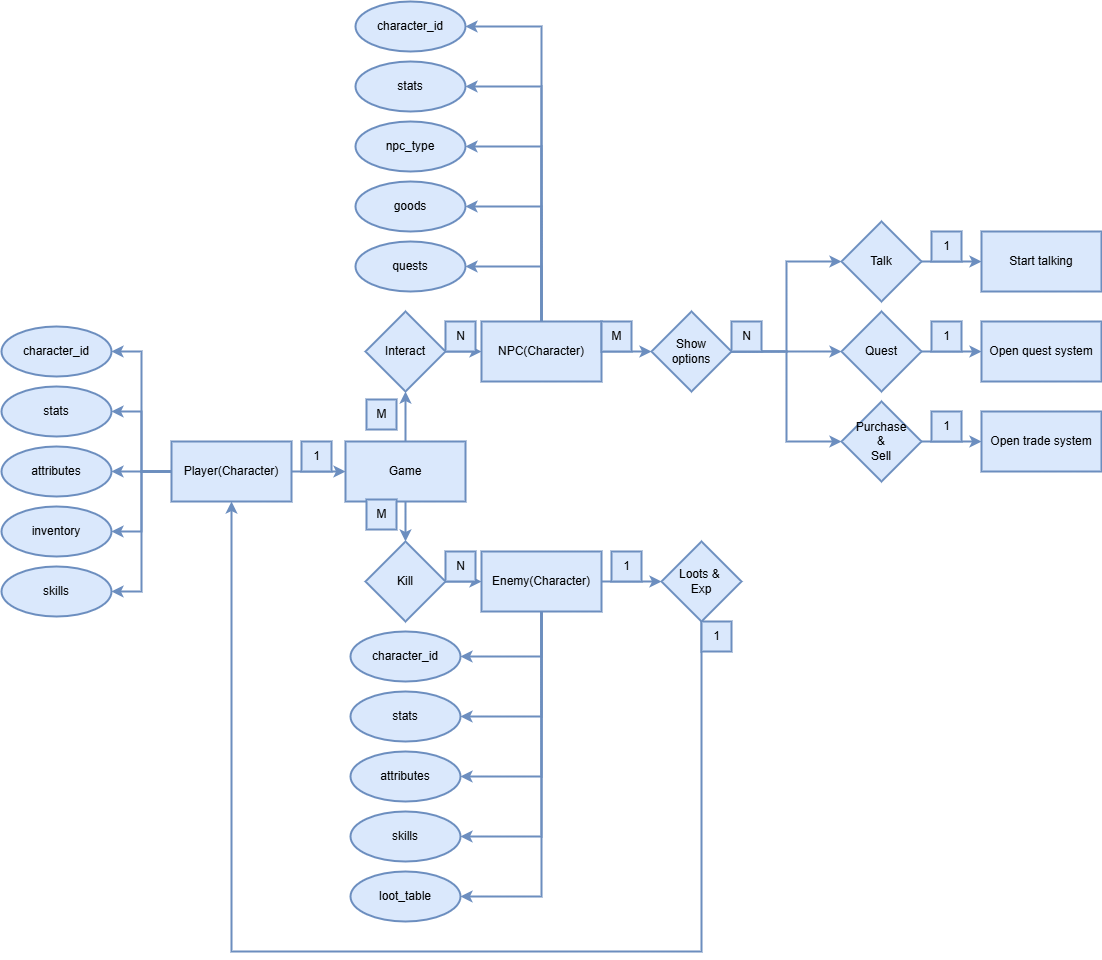 character_id
stats
npc_type
goods
quests
Talk
1
Start talking
Interact
N
NPC(Character)
M
Show
options
N
Quest
1
Open quest system
Purchase
&
Sell
1
Open trade system
character_id
stats
attributes
inventory
skills
Player(Character)
1
Game
M
M
Kill
N
Enemy(Character)
1
Loots &
Exp
1
character_id
stats
attributes
skills
loot_table